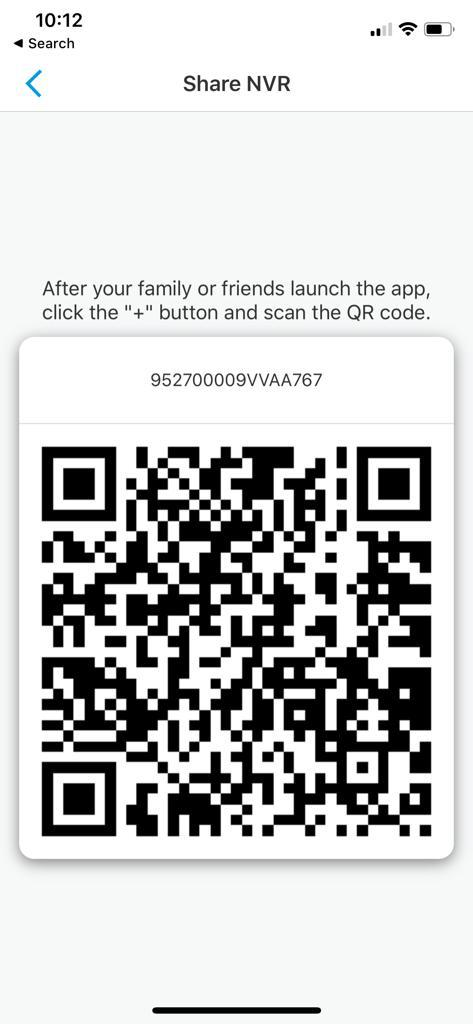 10:12
◀ Search
Share NVR
After your family or friends launch the app,
click the "+" button and scan the QR code.
952700009VVAA767